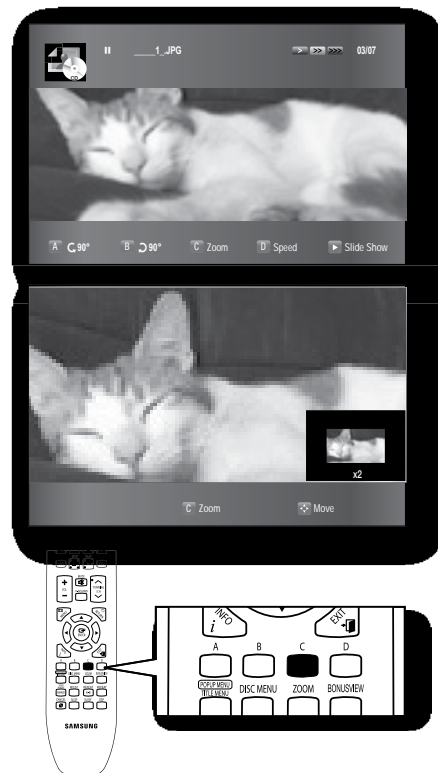 1_.JPG 03/07
A 90° B 90° C Zoom D Speed Slide Show
x2
C Zoom Move
SAMSUNG
INFO i EXIT
A B C D
POPUP MENU
TITLE MENU DISC MENU ZOOM BONUSVIEW